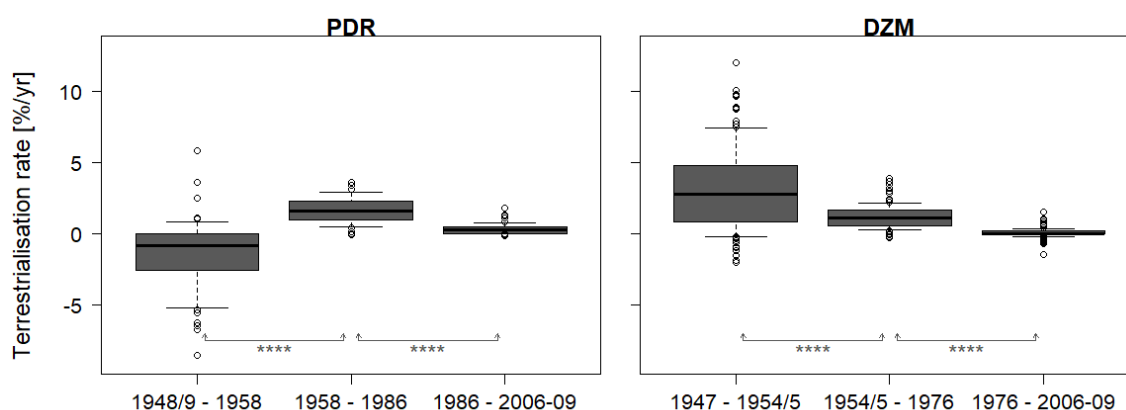 PDR
DZM
Terrestrialisation rate [%/yr]
10
5
0
-5
****
****
****
****
1948/9 - 1958
1958 - 1986
1986 - 2006-09
1947 - 1954/5
1954/5 - 1976
1976 - 2006-09